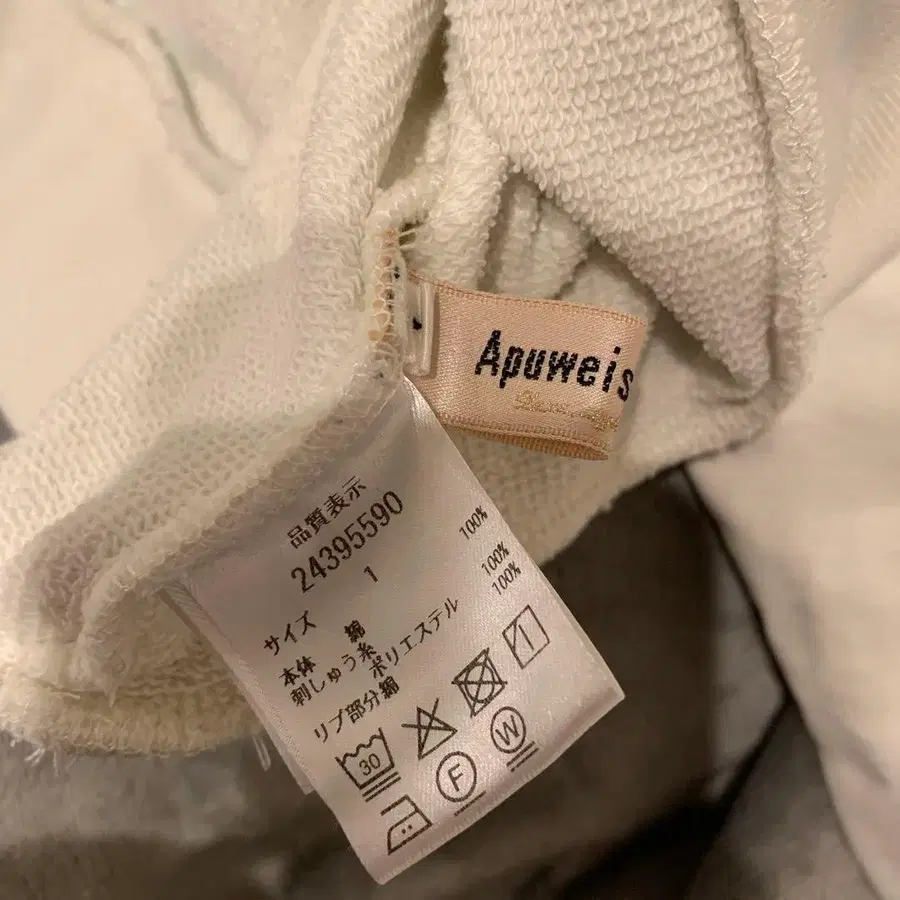 Apuweis
品質表示
24395590
サイズ 1
本体 綿 100%
刺しゅう糸 ポリエステル 100%
リブ部分綿 100%
30
F
W